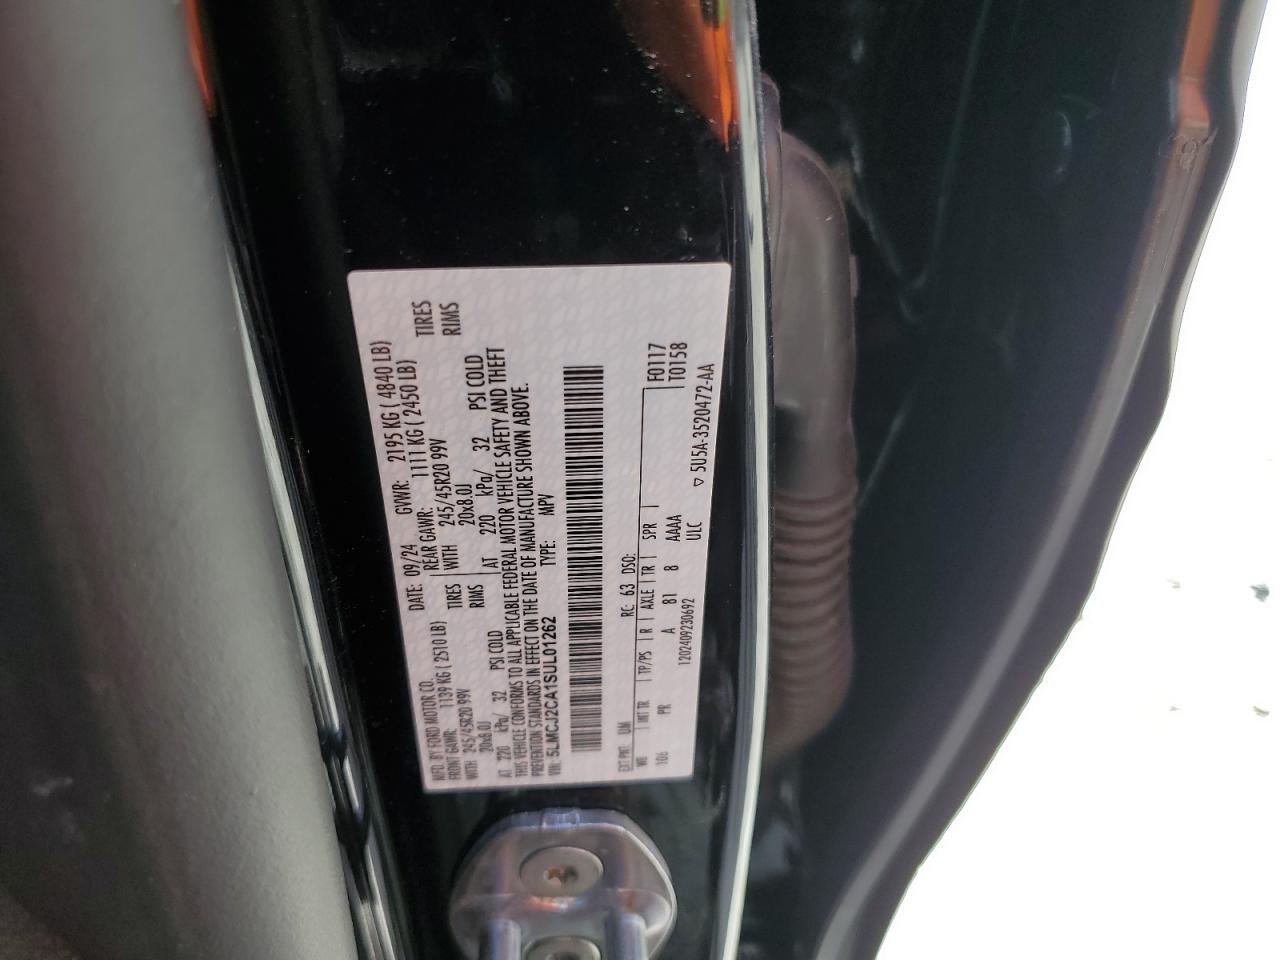 MFD. BY FORD MOTOR CO.
DATE: 09/24 GVWR: 2195 KG ( 4840 LB)
FRONT GAWR: 1139 KG ( 2510 LB) REAR GAWR: 1111 KG ( 2450 LB)
WITH 245/45R20 99V TIRES WITH 245/45R20 99V TIRES
20x8.0J RIMS 20x8.0J RIMS
AT 220 kPa/ 32 PSI COLD AT 220 kPa/ 32 PSI COLD
THIS VEHICLE CONFORMS TO ALL APPLICABLE FEDERAL MOTOR VEHICLE SAFETY AND THEFT
PREVENTION STANDARDS IN EFFECT ON THE DATE OF MANUFACTURE SHOWN ABOVE.
VIN: 5LMCJ2CA1SUL01262 TYPE: MPV
EXT PNT: UM RC: 63 DSO: F0117
WB INT TR TP/PS R AXLE TR SPR T0158
106 PR A 81 8 AAAA
1202409230692 ULC
▽ 5U5A-3520472-AA